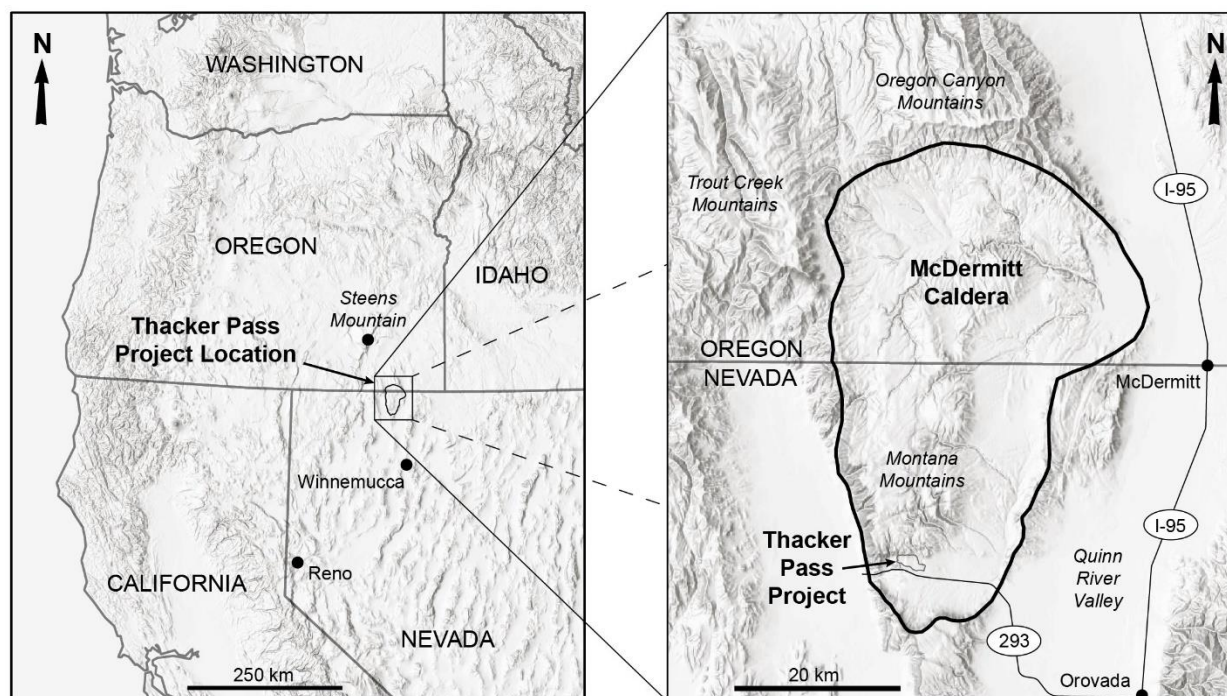 N
WASHINGTON
OREGON
IDAHO
Steens
Mountain
Thacker Pass
Project Location
Winnemucca
Reno
CALIFORNIA
NEVADA
250 km
N
Oregon Canyon
Mountains
Trout Creek
Mountains
I-95
McDermitt
Caldera
OREGON
NEVADA
McDermitt
Montana
Mountains
I-95
Thacker
Pass
Project
Quinn
River
Valley
293
20 km
Orovada